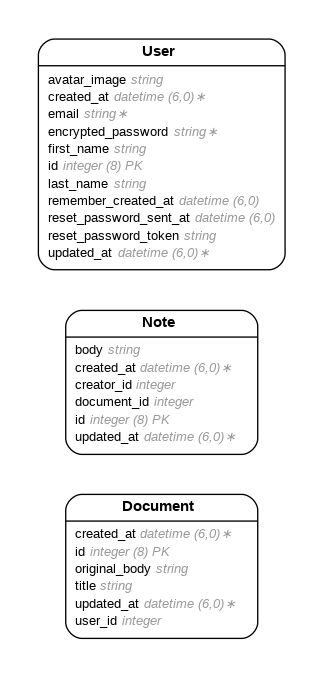 User
avatar_image string
created_at datetime (6,0)∗
email string∗
encrypted_password string∗
first_name string
id integer (8) PK
last_name string
remember_created_at datetime (6,0)
reset_password_sent_at datetime (6,0)
reset_password_token string
updated_at datetime (6,0)∗
Note
body string
created_at datetime (6,0)∗
creator_id integer
document_id integer
id integer (8) PK
updated_at datetime (6,0)∗
Document
created_at datetime (6,0)∗
id integer (8) PK
original_body string
title string
updated_at datetime (6,0)∗
user_id integer